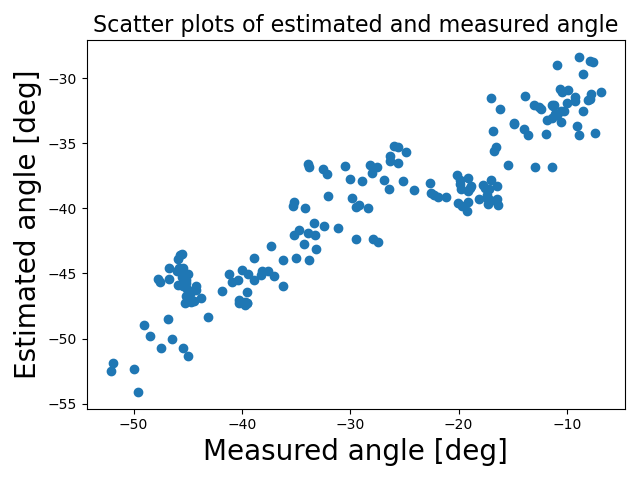 Scatter plots of estimated and measured angle
Estimated angle [deg]
−30
−35
−40
−45
−50
−55
−50 −40 −30 −20 −10
Measured angle [deg]